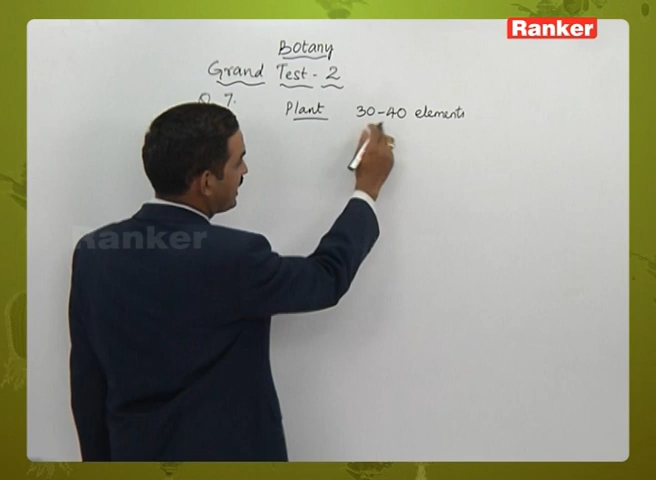 Ranker
Botany
Grand Test - 2
Q. 7. Plant 30-40 elements
Ranker